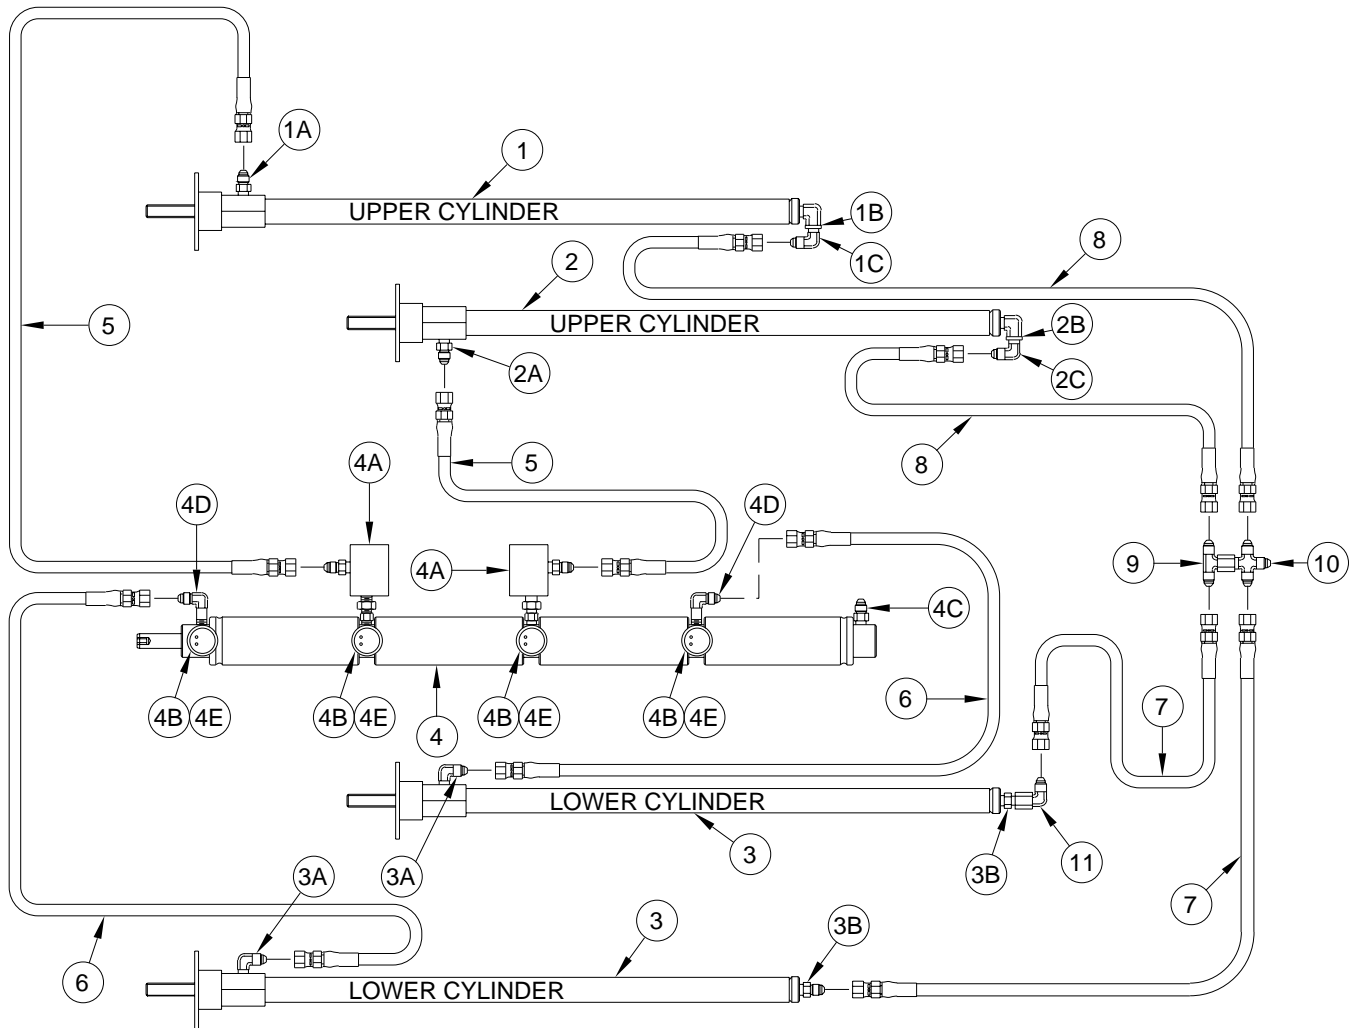 1A
1
UPPER CYLINDER
1B
1C
8
2
5
UPPER CYLINDER
2B
2A
2C
4A
5
8
4D
4D
4A
9
10
4C
4B 4E
4B 4E
4B 4E
4B 4E
4
6
7
LOWER CYLINDER
3
3A
3B
11
3A
7
3
3B
6
LOWER CYLINDER